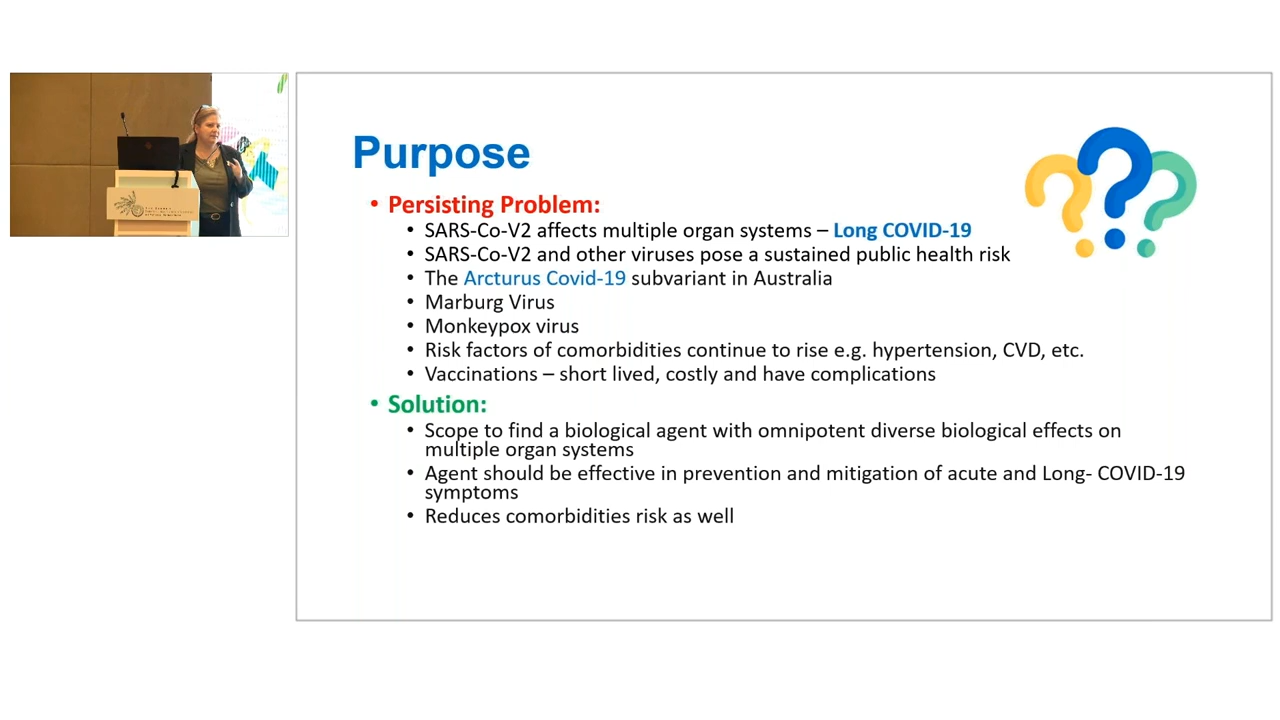 Purpose
• Persisting Problem:
• SARS-Co-V2 affects multiple organ systems – Long COVID-19
• SARS-Co-V2 and other viruses pose a sustained public health risk
• The Arcturus Covid-19 subvariant in Australia
• Marburg Virus
• Monkeypox virus
• Risk factors of comorbidities continue to rise e.g. hypertension, CVD, etc.
• Vaccinations – short lived, costly and have complications
• Solution:
• Scope to find a biological agent with omnipotent diverse biological effects on
multiple organ systems
• Agent should be effective in prevention and mitigation of acute and Long- COVID-19
symptoms
• Reduces comorbidities risk as well